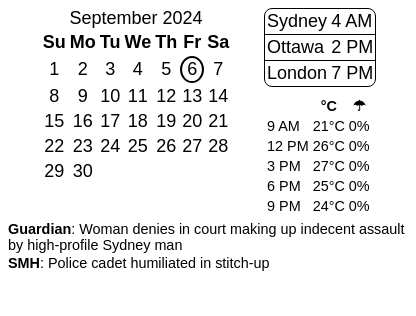 September 2024
Su Mo Tu We Th Fr Sa
1 2 3 4 5 6 7
8 9 10 11 12 13 14
15 16 17 18 19 20 21
22 23 24 25 26 27 28
29 30
Sydney 4 AM
Ottawa 2 PM
London 7 PM
°C ☂
9 AM 21°C 0%
12 PM 26°C 0%
3 PM 27°C 0%
6 PM 25°C 0%
9 PM 24°C 0%
Guardian: Woman denies in court making up indecent assault
by high-profile Sydney man
SMH: Police cadet humiliated in stitch-up